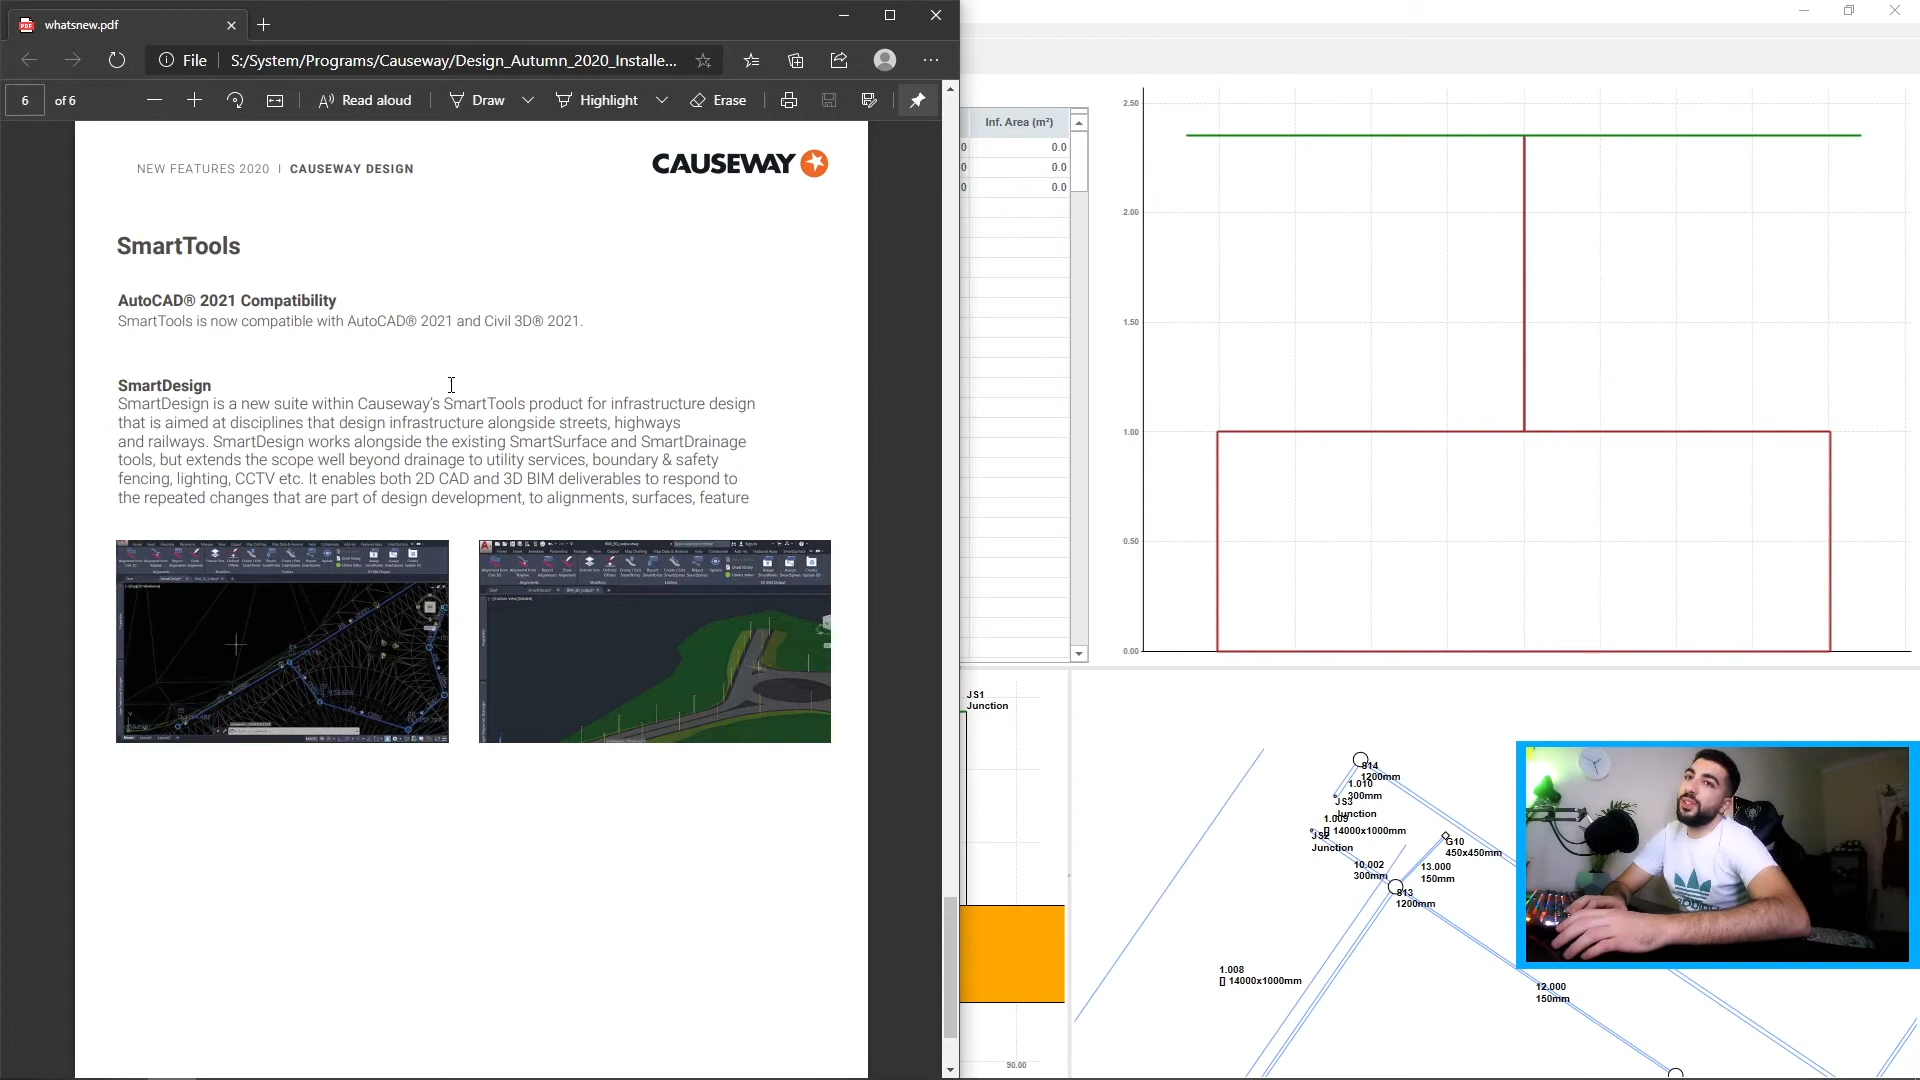 whatsnew.pdf
File
S:/System/Programs/Causeway/Design_Autumn_2020_Installe...
6 of 6
Read aloud
Draw
Highlight
Erase
NEW FEATURES 2020 | CAUSEWAY DESIGN
CAUSEWAY
SmartTools
AutoCAD® 2021 Compatibility
SmartTools is now compatible with AutoCAD® 2021 and Civil 3D® 2021.
SmartDesign
SmartDesign is a new suite within Causeway's SmartTools product for infrastructure design
that is aimed at disciplines that design infrastructure alongside streets, highways
and railways. SmartDesign works alongside the existing SmartSurface and SmartDrainage
tools, but extends the scope well beyond drainage to utility services, boundary & safety
fencing, lighting, CCTV etc. It enables both 2D CAD and 3D BIM deliverables to respond to
the repeated changes that are part of design development, to alignments, surfaces, feature
Inf. Area (m²)
0 0.0
0 0.0
0 0.0
2.50
2.00
1.50
1.00
0.50
0.00
JS1
Junction
90.00
S14
1200mm
1.010
300mm
JS3
Junction
1.009
[] 14000x1000mm
JS2
Junction
G10
450x450mm
10.002
300mm
13.000
150mm
S13
1200mm
1.008
[] 14000x1000mm
12.000
150mm